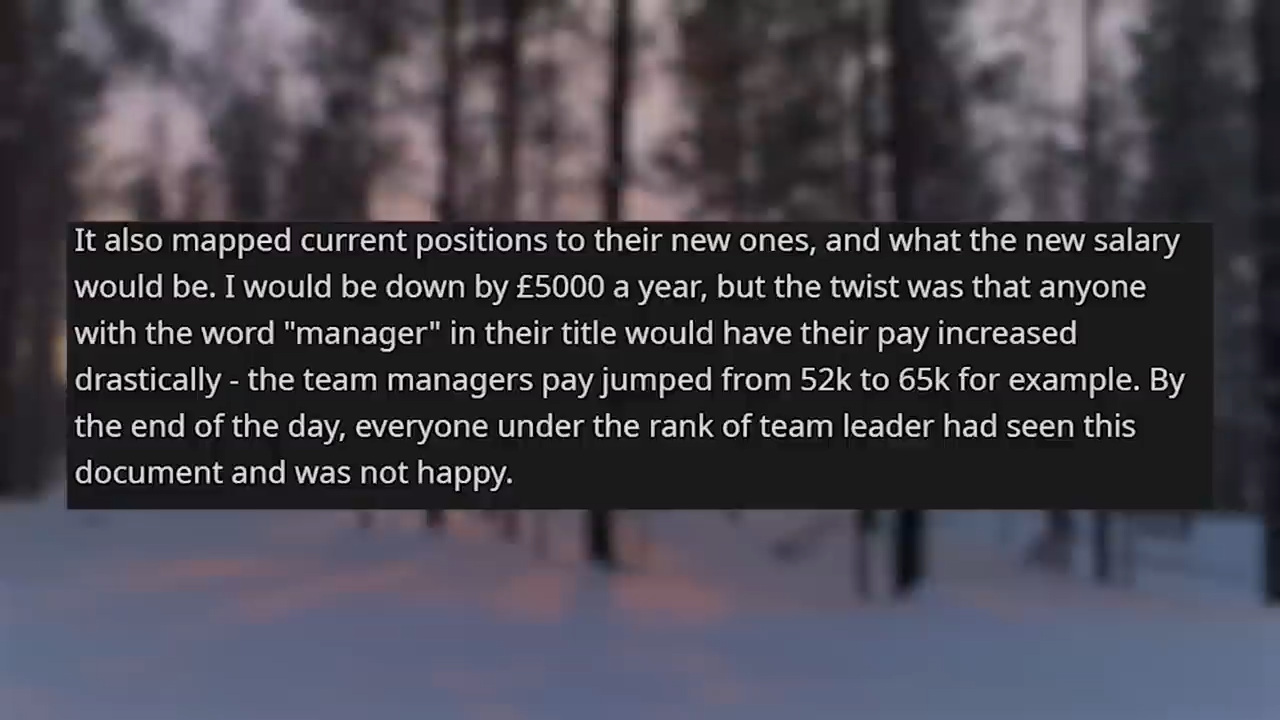 It also mapped current positions to their new ones, and what the new salary
would be. I would be down by £5000 a year, but the twist was that anyone
with the word "manager" in their title would have their pay increased
drastically - the team managers pay jumped from 52k to 65k for example. By
the end of the day, everyone under the rank of team leader had seen this
document and was not happy.